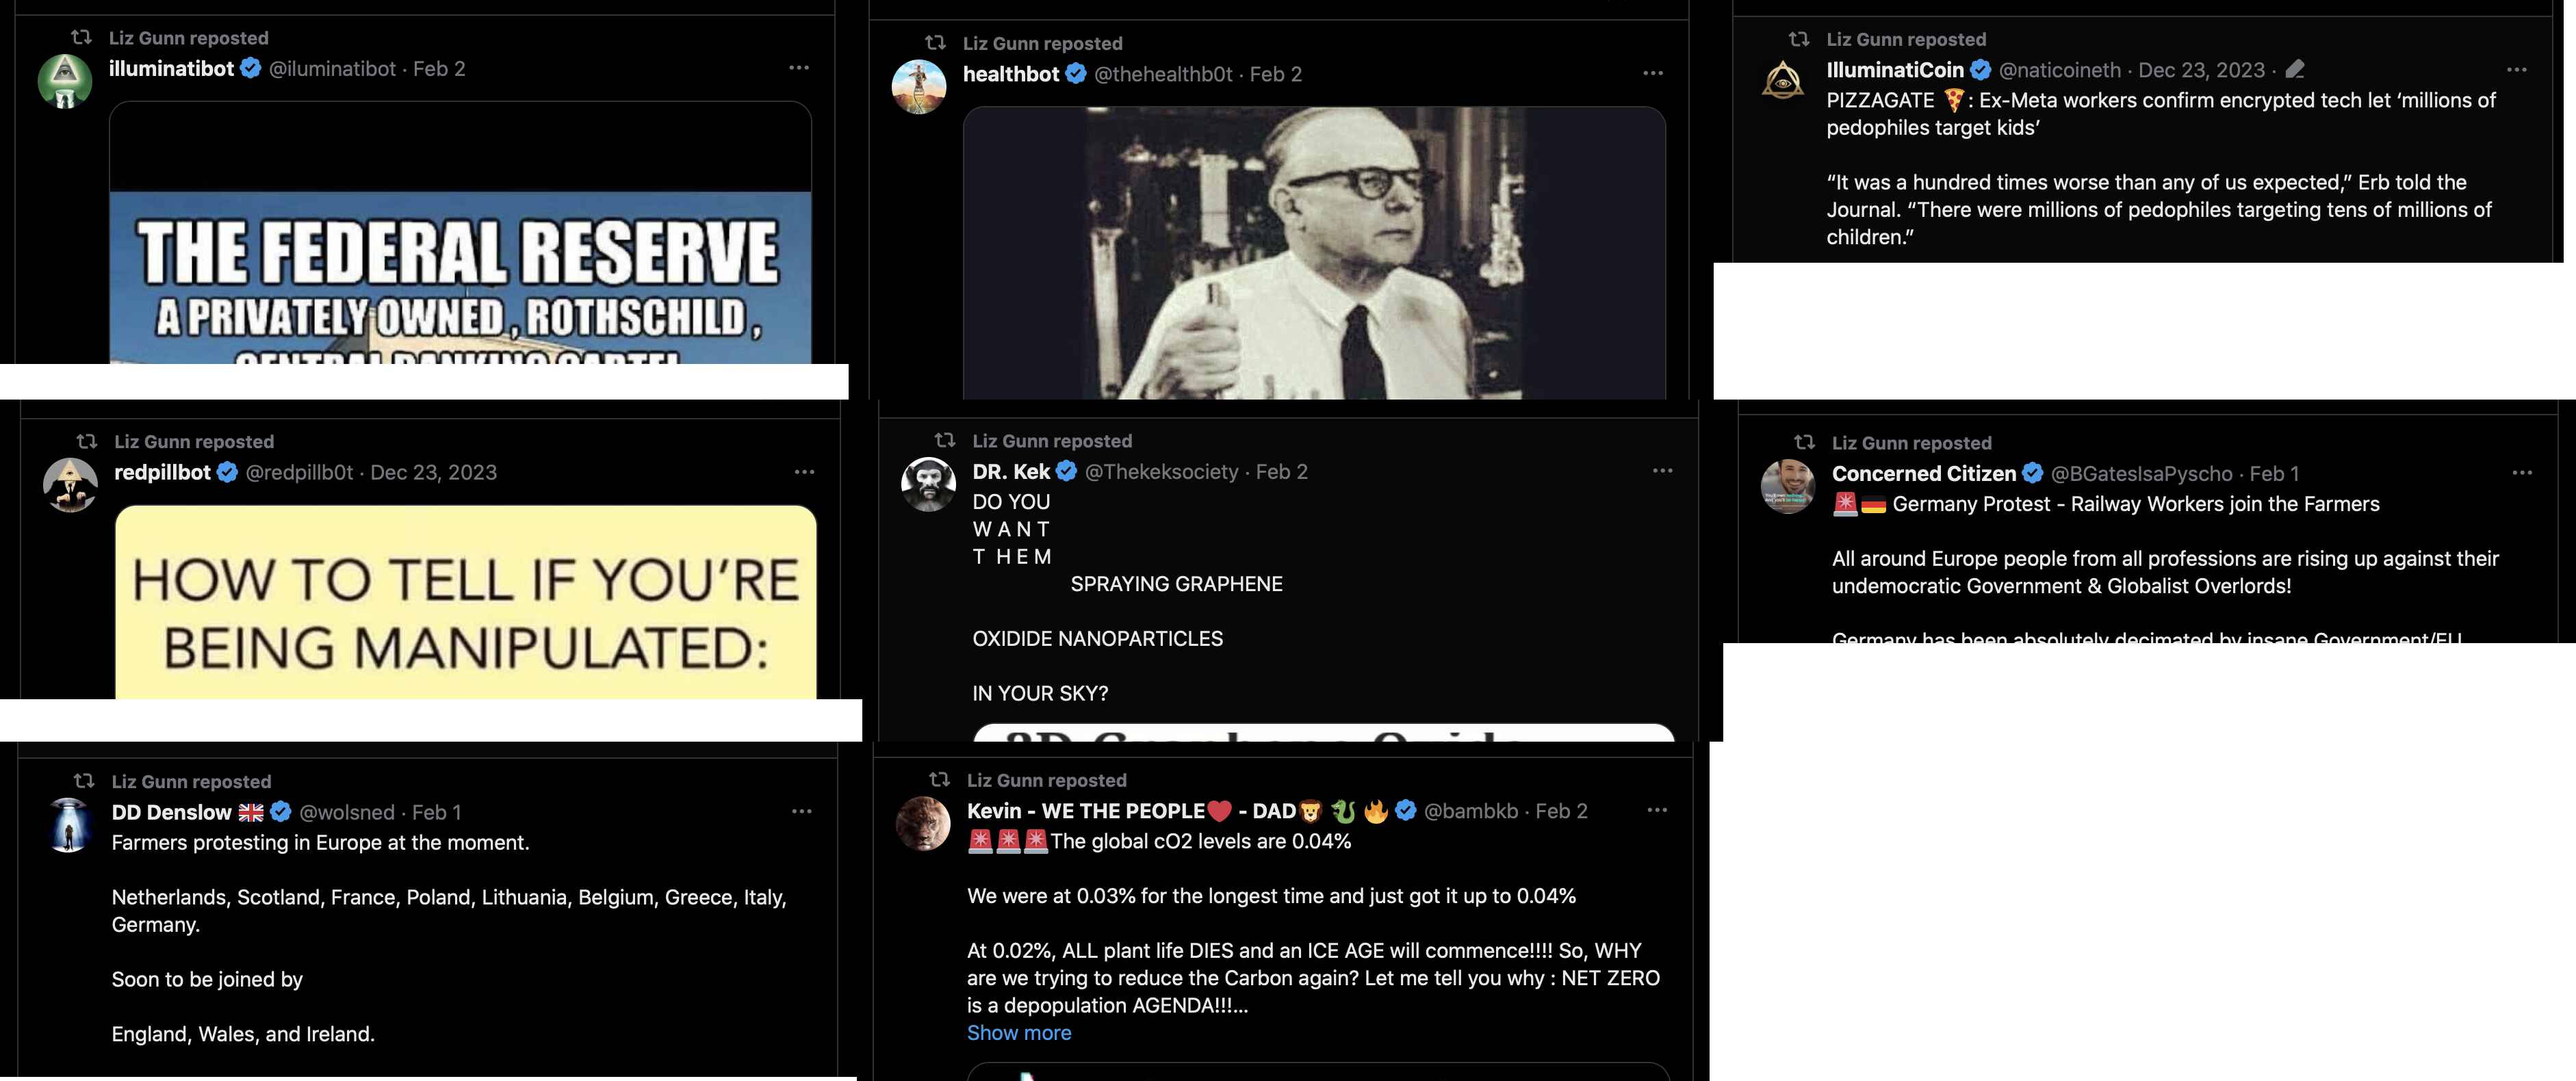 Liz Gunn reposted
illuminatibot @iluminatibot · Feb 2
THE FEDERAL RESERVE
A PRIVATELY OWNED, ROTHSCHILD,
CENTRAL BANKING CARTEL
Liz Gunn reposted
healthbot @thehealthb0t · Feb 2
Liz Gunn reposted
IlluminatiCoin @naticoineth · Dec 23, 2023 ·
PIZZAGATE 🍕: Ex-Meta workers confirm encrypted tech let ‘millions of
pedophiles target kids’
“It was a hundred times worse than any of us expected,” Erb told the
Journal. “There were millions of pedophiles targeting tens of millions of
children.”
Liz Gunn reposted
redpillbot @redpillb0t · Dec 23, 2023
HOW TO TELL IF YOU’RE
BEING MANIPULATED:
Liz Gunn reposted
DR. Kek @Thekeksociety · Feb 2
DO YOU
W A N T
T H E M
SPRAYING GRAPHENE
OXIDIDE NANOPARTICLES
IN YOUR SKY?
Liz Gunn reposted
Concerned Citizen @BGatesIsaPyscho · Feb 1
🚨🇩🇪 Germany Protest - Railway Workers join the Farmers
All around Europe people from all professions are rising up against their
undemocratic Government & Globalist Overlords!
Germany has been absolutely decimated by insane Government/EU
Liz Gunn reposted
DD Denslow 🇬🇧 @wolsned · Feb 1
Farmers protesting in Europe at the moment.
Netherlands, Scotland, France, Poland, Lithuania, Belgium, Greece, Italy,
Germany.
Soon to be joined by
England, Wales, and Ireland.
Liz Gunn reposted
Kevin - WE THE PEOPLE❤️ - DAD🦁 🐉 🔥 @bambkb · Feb 2
🚨🚨🚨The global cO2 levels are 0.04%
We were at 0.03% for the longest time and just got it up to 0.04%
At 0.02%, ALL plant life DIES and an ICE AGE will commence!!!! So, WHY
are we trying to reduce the Carbon again? Let me tell you why : NET ZERO
is a depopulation AGENDA!!!...
Show more